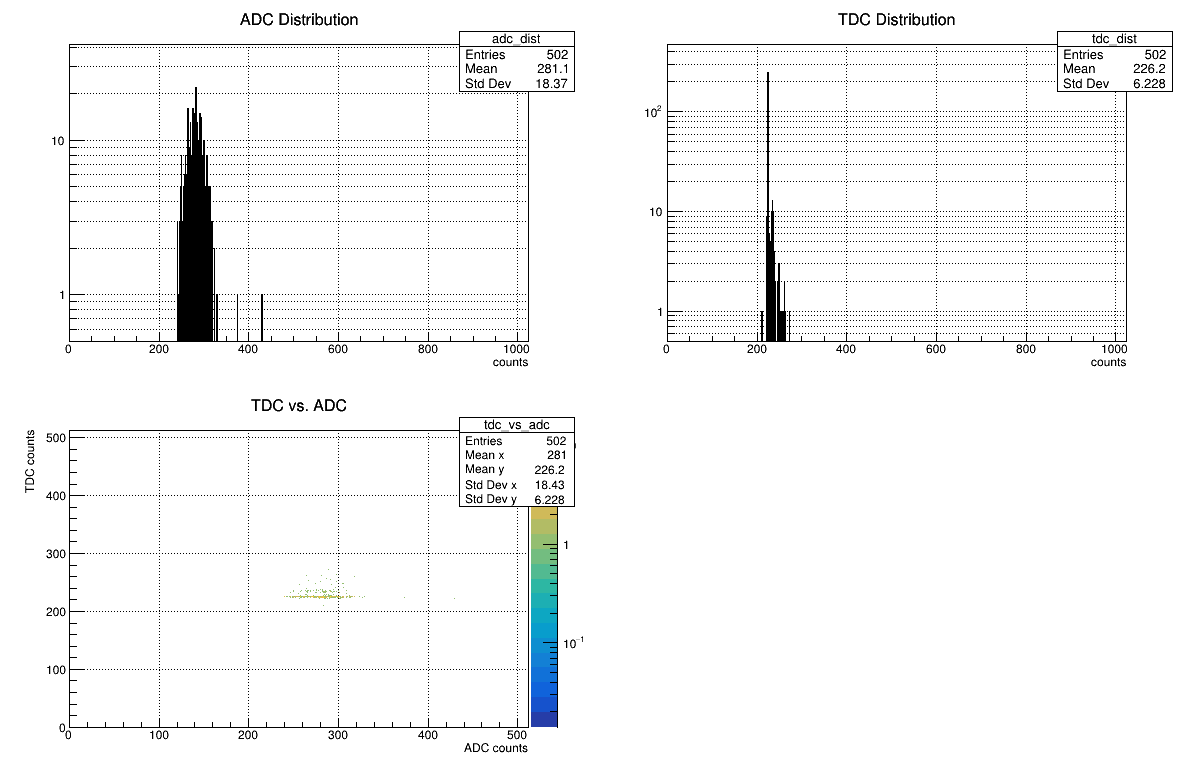 ADC Distribution
adc_dist
Entries 502
Mean 281.1
Std Dev 18.37
10
1
0 200 400 600 800 1000
counts
TDC Distribution
tdc_dist
Entries 502
Mean 226.2
Std Dev 6.228
10²
10
1
0 200 400 600 800 1000
counts
TDC vs. ADC
tdc_vs_adc
Entries 502
Mean x 281
Mean y 226.2
Std Dev x 18.43
Std Dev y 6.228
TDC counts
500
400
300
200
100
0
0 100 200 300 400 500
ADC counts
1
10⁻¹